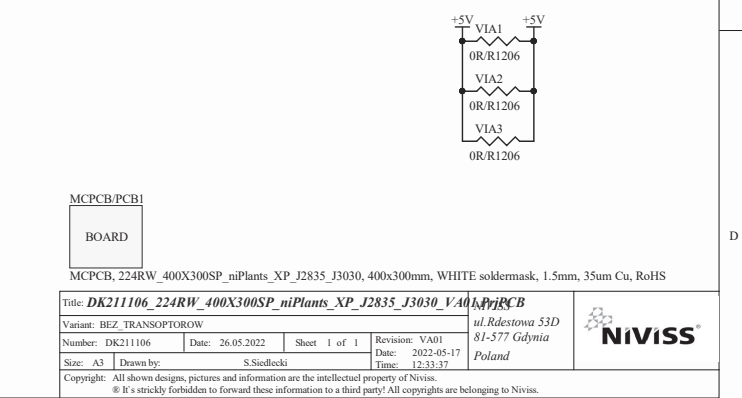 +5V +5V
VIA1
0R/R1206
VIA2
0R/R1206
VIA3
0R/R1206
MCPCB/PCB1
BOARD
D
MCPCB, 224RW_400X300SP_niPlants_XP_J2835_J3030, 400x300mm, WHITE soldermask, 1.5mm, 35um Cu, RoHS
Title: DK211106_224RW_400X300SP_niPlants_XP_J2835_J3030_VA01.PrjPCB
NIVISS
Variant: BEZ_TRANSOPTOROW
ul.Rdestowa 53D
81-577 Gdynia
Poland
Number: DK211106 Date: 26.05.2022 Sheet 1 of 1 Revision: VA01
Date: 2022-05-17
Time: 12:33:37
Size: A3 Drawn by: S.Siedlecki
NIVISS®
Copyright: All shown designs, pictures and information are the intellectuel property of Niviss.
® It's strickly forbidden to forward these information to a third party! All copyrights are belonging to Niviss.